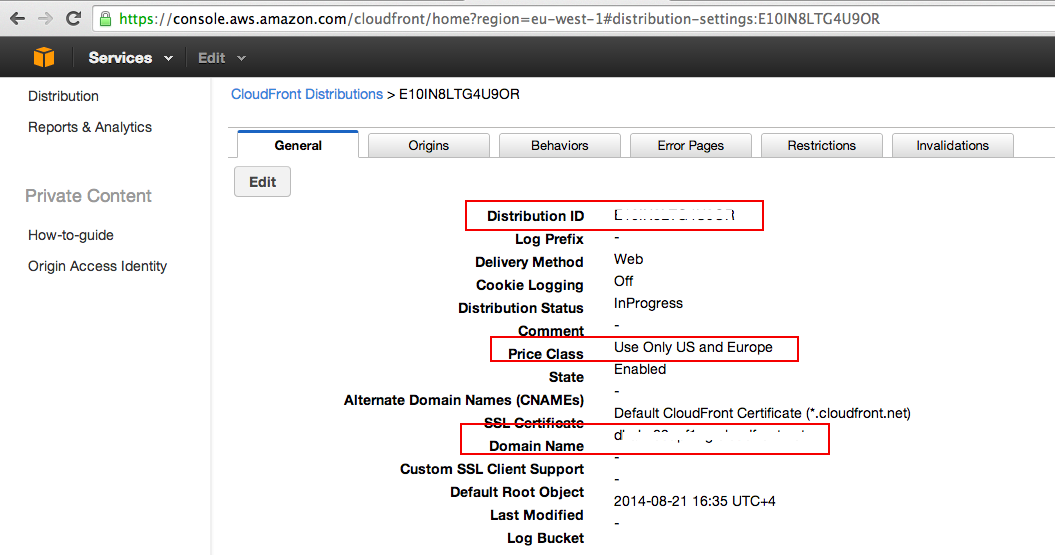 https://console.aws.amazon.com/cloudfront/home?region=eu-west-1#distribution-settings:E10IN8LTG4U9OR
Services Edit
Distribution
Reports & Analytics
Private Content
How-to-guide
Origin Access Identity
CloudFront Distributions > E10IN8LTG4U9OR
General Origins Behaviors Error Pages Restrictions Invalidations
Edit
Distribution ID
Log Prefix -
Delivery Method Web
Cookie Logging Off
Distribution Status InProgress
Comment -
Price Class Use Only US and Europe
State Enabled
Alternate Domain Names (CNAMEs) -
SSL Certificate Default CloudFront Certificate (*.cloudfront.net)
Domain Name
Custom SSL Client Support -
Default Root Object -
Last Modified 2014-08-21 16:35 UTC+4
Log Bucket -